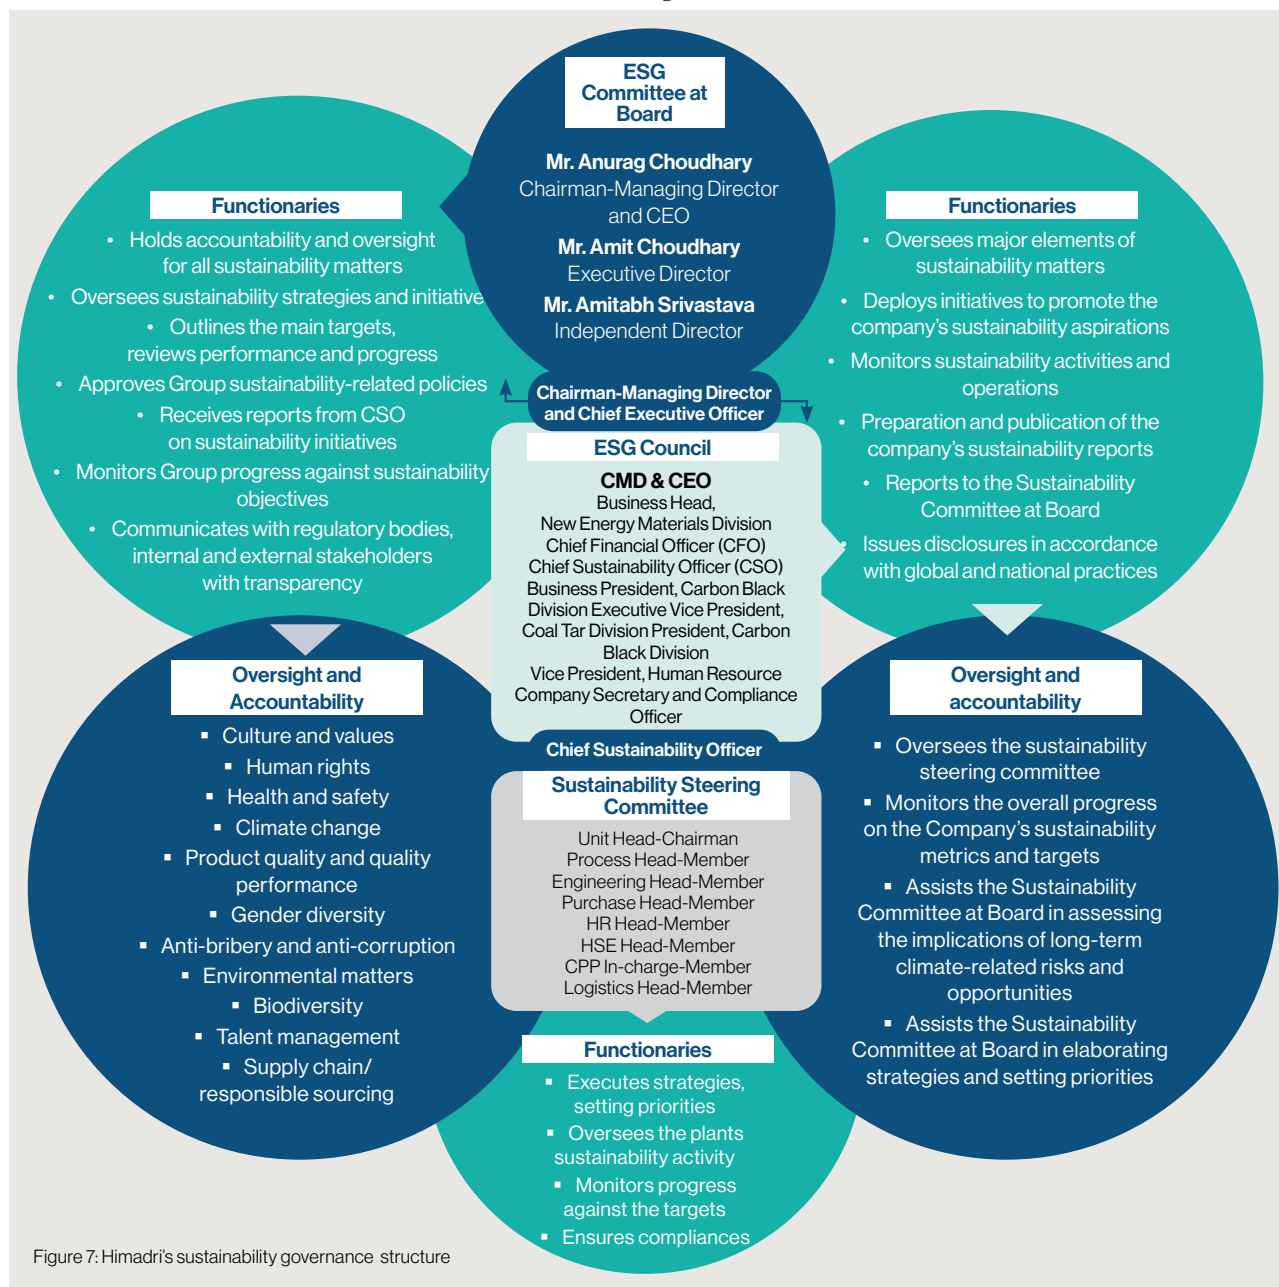 ESG
Committee at
Board
Mr. Anurag Choudhary
Chairman-Managing Director
and CEO
Mr. Amit Choudhary
Executive Director
Mr. Amitabh Srivastava
Independent Director
Functionaries
• Holds accountability and oversight
for all sustainability matters
• Oversees sustainability strategies and initiative
• Outlines the main targets,
reviews performance and progress
• Approves Group sustainability-related policies
• Receives reports from CSO
on sustainability initiatives
• Monitors Group progress against sustainability
objectives
• Communicates with regulatory bodies,
internal and external stakeholders
with transparency
Functionaries
• Oversees major elements of
sustainability matters
• Deploys initiatives to promote the
company's sustainability aspirations
• Monitors sustainability activities and
operations
• Preparation and publication of the
company's sustainability reports
• Reports to the Sustainability
Committee at Board
• Issues disclosures in accordance
with global and national practices
Chairman-Managing Director
and Chief Executive Officer
ESG Council
CMD & CEO
Business Head,
New Energy Materials Division
Chief Financial Officer (CFO)
Chief Sustainability Officer (CSO)
Business President, Carbon Black
Division Executive Vice President,
Coal Tar Division President, Carbon
Black Division
Vice President, Human Resource
Company Secretary and Compliance
Officer
Oversight and
Accountability
▪ Culture and values
▪ Human rights
▪ Health and safety
▪ Climate change
▪ Product quality and quality
performance
▪ Gender diversity
▪ Anti-bribery and anti-corruption
▪ Environmental matters
▪ Biodiversity
▪ Talent management
▪ Supply chain/
responsible sourcing
Chief Sustainability Officer
Sustainability Steering
Committee
Unit Head-Chairman
Process Head-Member
Engineering Head-Member
Purchase Head-Member
HR Head-Member
HSE Head-Member
CPP In-charge-Member
Logistics Head-Member
Oversight and
accountability
▪ Oversees the sustainability
steering committee
▪ Monitors the overall progress
on the Company's sustainability
metrics and targets
▪ Assists the Sustainability
Committee at Board in assessing
the implications of long-term
climate-related risks and
opportunities
▪ Assists the Sustainability
Committee at Board in elaborating
strategies and setting priorities
Functionaries
▪ Executes strategies,
setting priorities
▪ Oversees the plants
sustainability activity
▪ Monitors progress
against the targets
▪ Ensures compliances
Figure 7: Himadri's sustainability governance structure